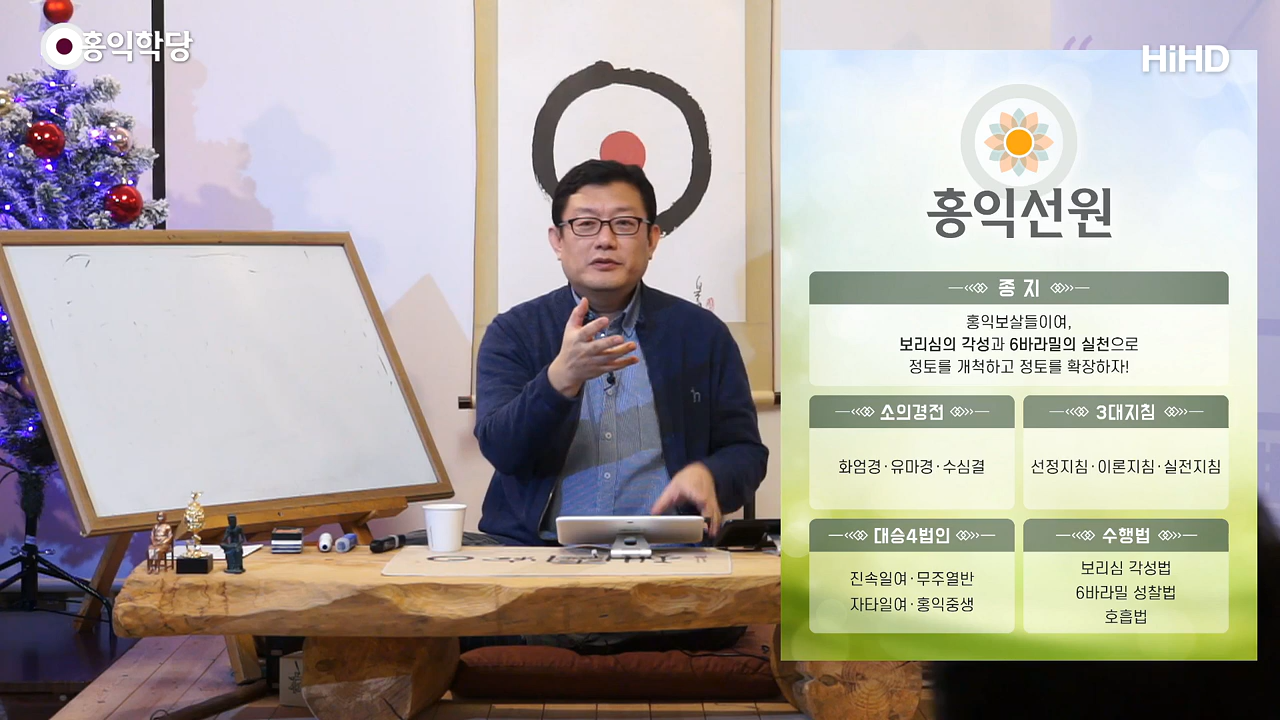 홍익학당
HiHD
홍익선원
종 지
홍익보살들이여,
보리심의 각성과 6바라밀의 실천으로
정토를 개척하고 정토를 확장하자!
소의경전
3대지침
화엄경·유마경·수심결
선정지침·이론지침·실전지침
대승4법인
수행법
진속일여·무주열반
자타일여·홍익중생
보리심 각성법
6바라밀 성찰법
호흡법